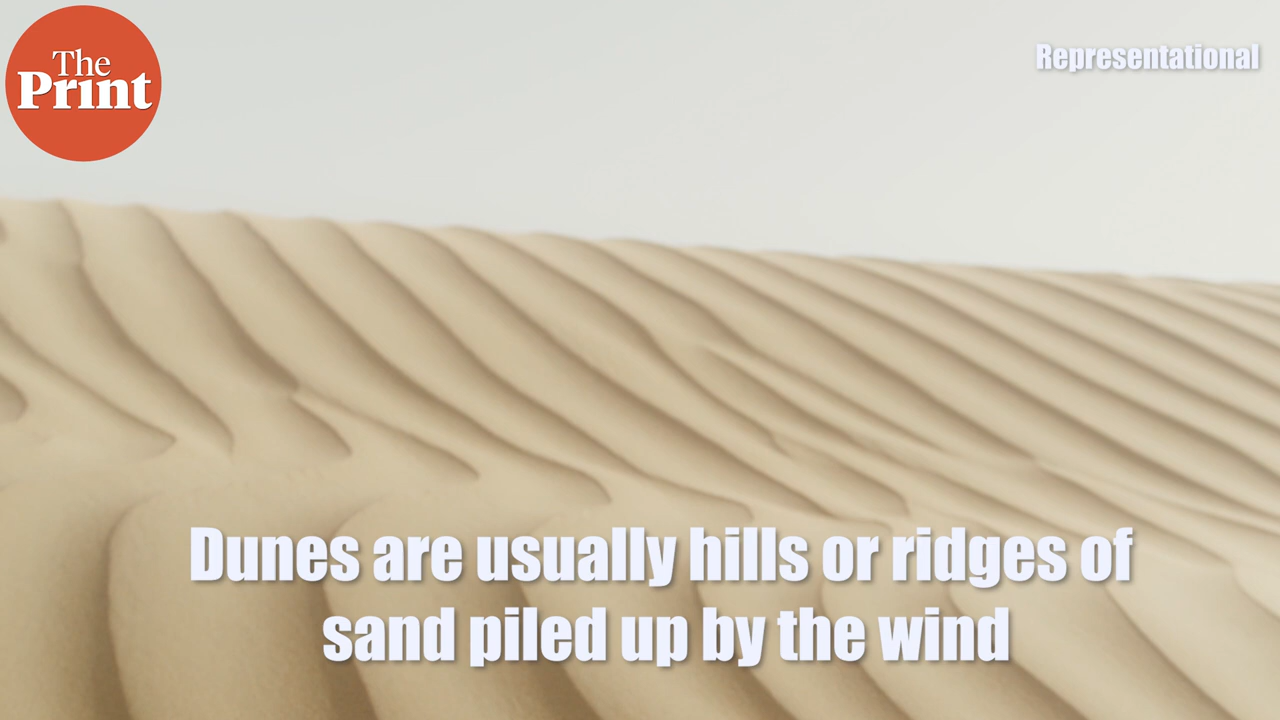 The
Print
Representational
Dunes are usually hills or ridges of
sand piled up by the wind